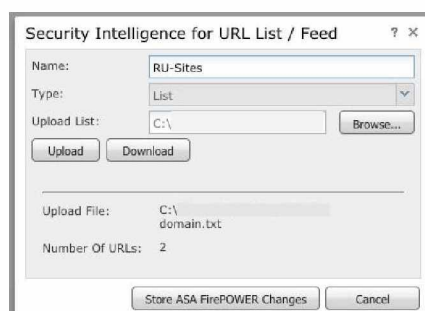 Security Intelligence for URL List / Feed ? ×
Name: RU-Sites
Type: List
Upload List: C:\ Browse...
Upload Download
Upload File: C:\
domain.txt
Number Of URLs: 2
Store ASA FirePOWER Changes Cancel